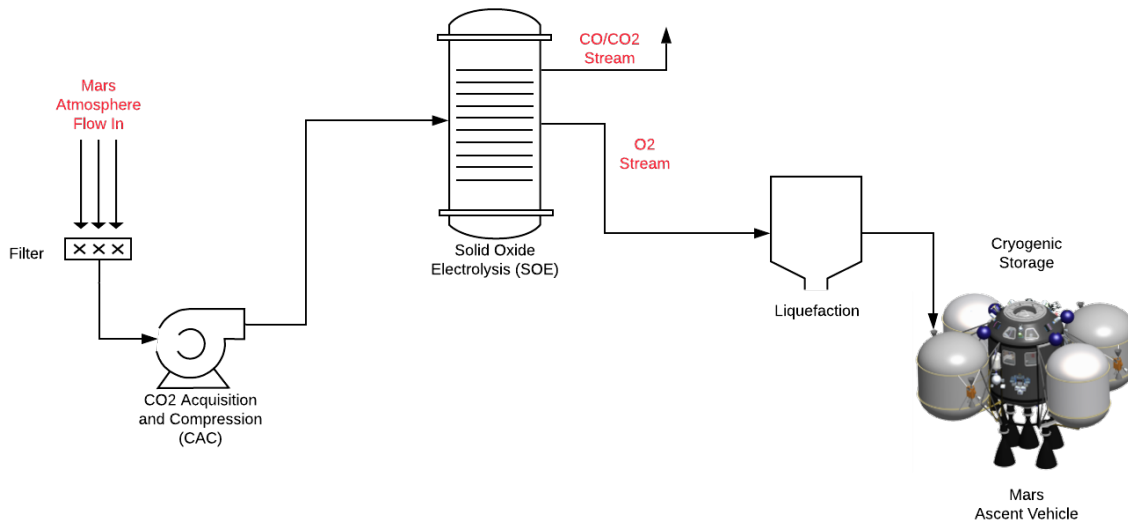 CO/CO2
Stream
Mars
Atmosphere
Flow In
O2
Stream
Filter
Solid Oxide
Electrolysis (SOE)
Cryogenic
Storage
Liquefaction
CO2 Acquisition
and Compression
(CAC)
Mars
Ascent Vehicle